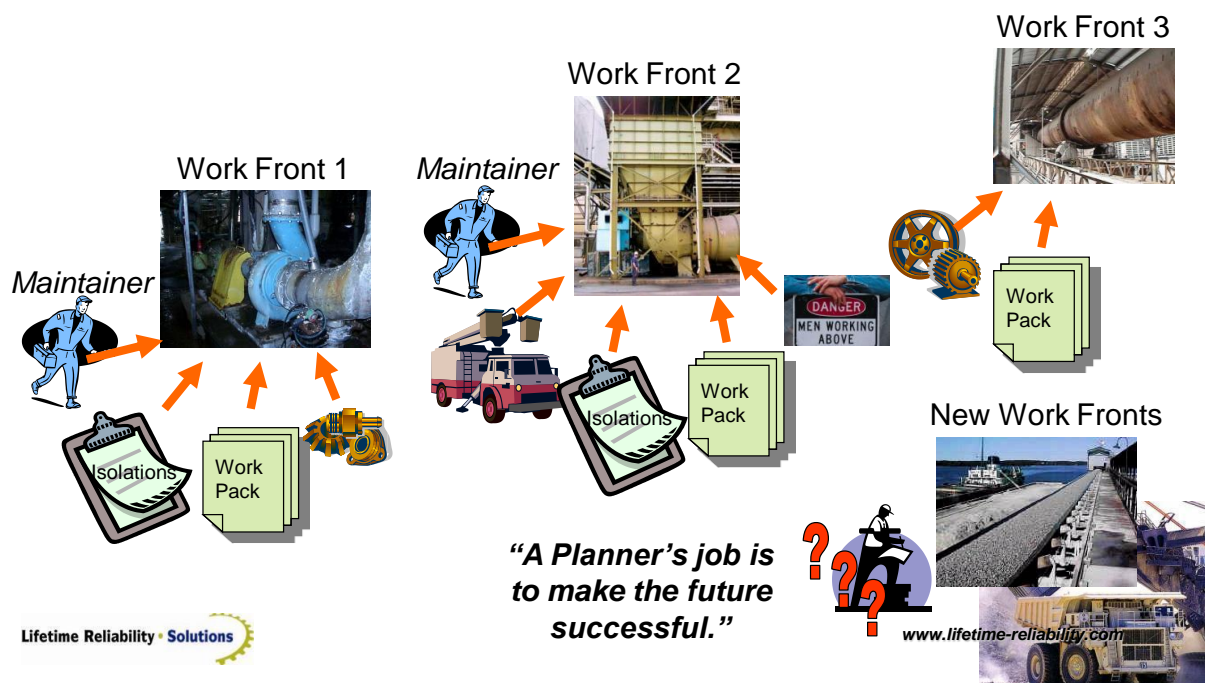 Work Front 3
Work Front 2
Work Front 1
Maintainer
Maintainer
DANGER
MEN WORKING
ABOVE
Work
Pack
Isolations
Work
Pack
Isolations
Work
Pack
New Work Fronts
“A Planner’s job is
to make the future
successful.”
? ? ?
Lifetime Reliability • Solutions
www.lifetime-reliability.com